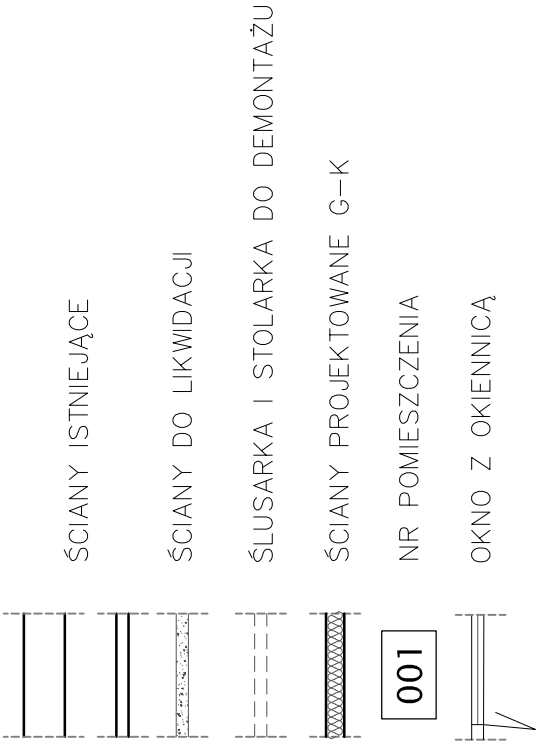 ŚCIANY ISTNIEJĄCE
ŚCIANY DO LIKWIDACJI
ŚLUSARKA I STOLARKA DO DEMONTAŻU
ŚCIANY PROJEKTOWANE G-K
001 NR POMIESZCZENIA
OKNO Z OKIENNICĄ